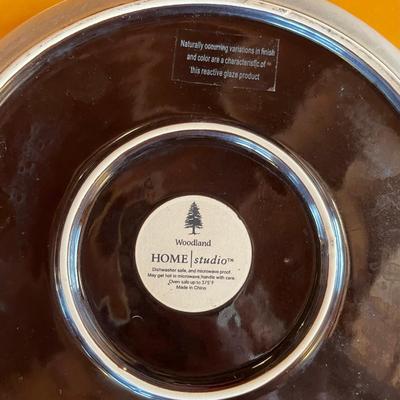 Naturally occurring variations in finish
and color are a characteristic of
this reactive glaze product
Woodland
HOME|studio™
Dishwasher safe, and microwave proof.
May get hot in microwave, handle with care.
Oven safe up to 375°F
Made in China